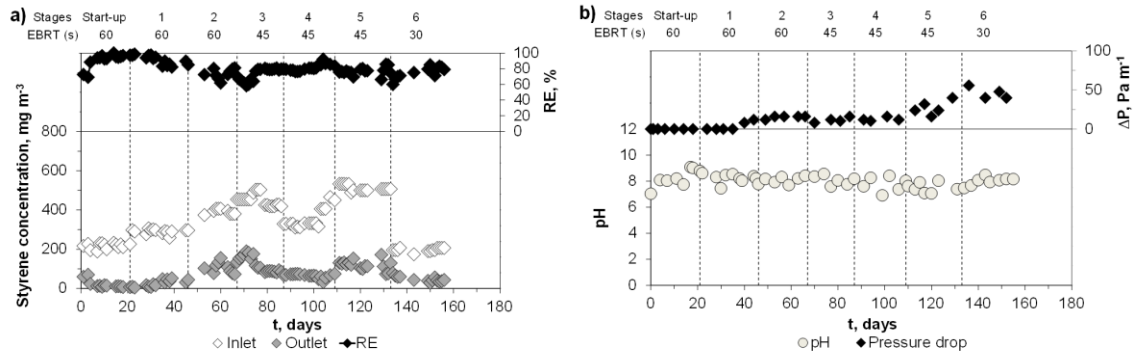 a)
Stages Start-up 1 2 3 4 5 6
EBRT (s) 60 60 60 45 45 45 30
100
80
60
40
20
0
RE, %
800
600
400
200
0
Styrene concentration, mg m-3
0 20 40 60 80 100 120 140 160 180
t, days
Inlet Outlet RE
b)
Stages Start-up 1 2 3 4 5 6
EBRT (s) 60 60 60 45 45 45 30
100
50
0
ΔP, Pa m-1
12
10
8
6
4
2
0
pH
0 20 40 60 80 100 120 140 160 180
t, days
pH Pressure drop